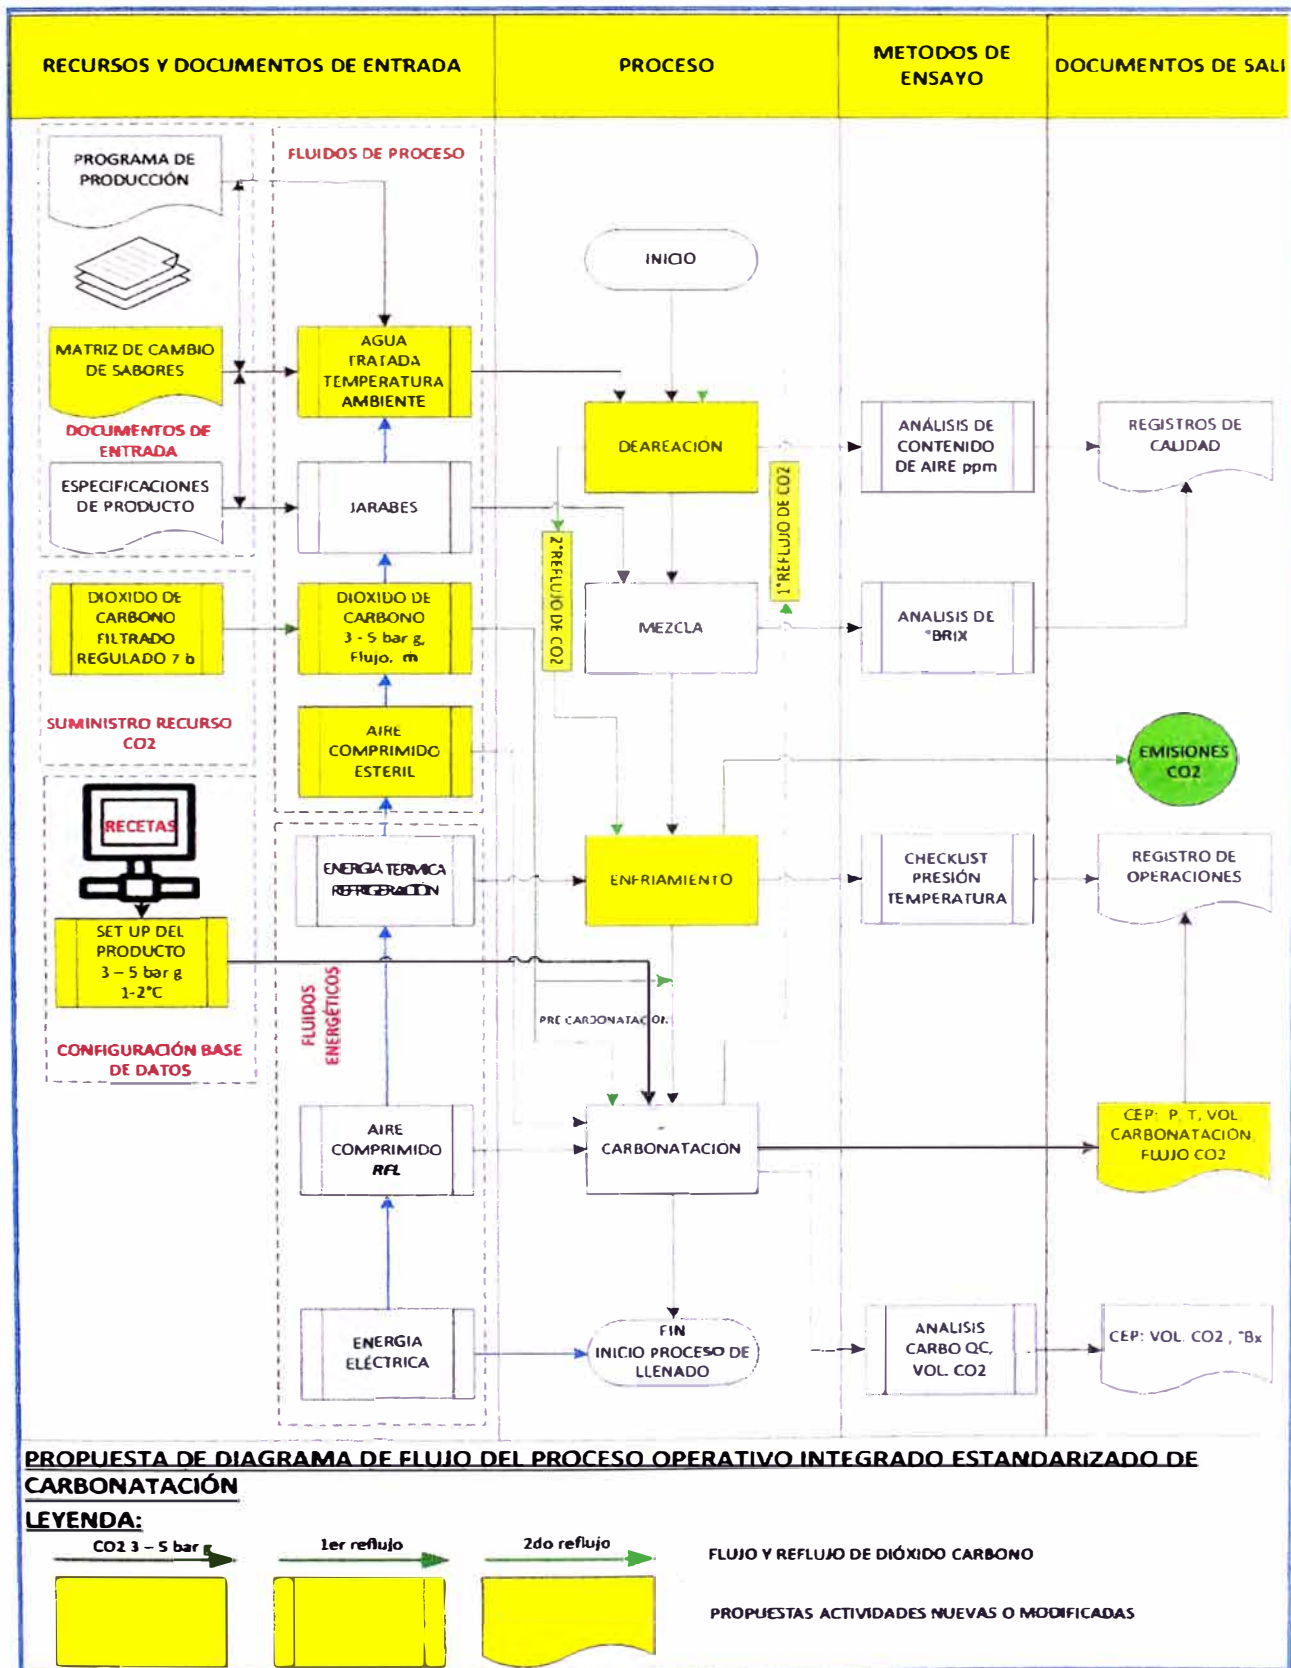 RECURSOS Y DOCUMENTOS DE ENTRADA
PROCESO
METODOS DE
ENSAYO
DOCUMENTOS DE SALI
PROGRAMA DE
PRODUCCIÓN
FLUIDOS DE PROCESO
INICIO
MATRIZ DE CAMBIO
DE SABORES
AGUA
TRATADA
TEMPERATURA
AMBIENTE
DOCUMENTOS DE
ENTRADA
DEAREACIÓN
ANÁLISIS DE
CONTENIDO
DE AIRE ppm
REGISTROS DE
CALIDAD
ESPECIFICACIONES
DE PRODUCTO
JARABES
2°REFLUJO DE CO2
1°REFLUJO DE CO2
DIOXIDO DE
CARBONO
FILTRADO
REGULADO 7 b
DIOXIDO DE
CARBONO
3 - 5 bar g,
Flujo, ṁ
MEZCLA
ANALISIS DE
°BRIX
SUMINISTRO RECURSO
CO2
AIRE
COMPRIMIDO
ESTERIL
EMISIONES
CO2
RECETAS
ENERGIA TERMICA
REFRIGERACIÓN
ENFRIAMIENTO
CHECKLIST
PRESIÓN
TEMPERATURA
REGISTRO DE
OPERACIONES
SET UP DEL
PRODUCTO
3 – 5 bar g
1-2°C
FLUIDOS
ENERGÉTICOS
PRE CARBONATACIÓN
CONFIGURACIÓN BASE
DE DATOS
AIRE
COMPRIMIDO
RFL
CARBONATACIÓN
CEP: P, T, VOL.
CARBONATACIÓN,
FLUJO CO2
ENERGIA
ELÉCTRICA
FIN
INICIO PROCESO DE
LLENADO
ANALISIS
CARBO QC,
VOL. CO2
CEP: VOL. CO2 , °Bx
PROPUESTA DE DIAGRAMA DE FLUJO DEL PROCESO OPERATIVO INTEGRADO ESTANDARIZADO DE
CARBONATACIÓN
LEYENDA:
CO2 3 – 5 bar g
1er reflujo
2do reflujo
FLUJO Y REFLUJO DE DIÓXIDO CARBONO
PROPUESTAS ACTIVIDADES NUEVAS O MODIFICADAS